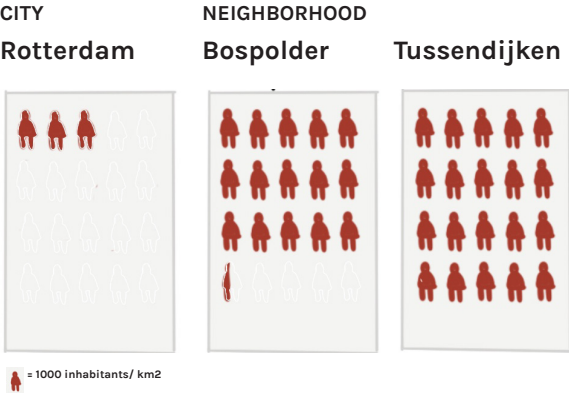 CITY
NEIGHBORHOOD
Rotterdam
Bospolder
Tussendijken
= 1000 inhabitants/ km2